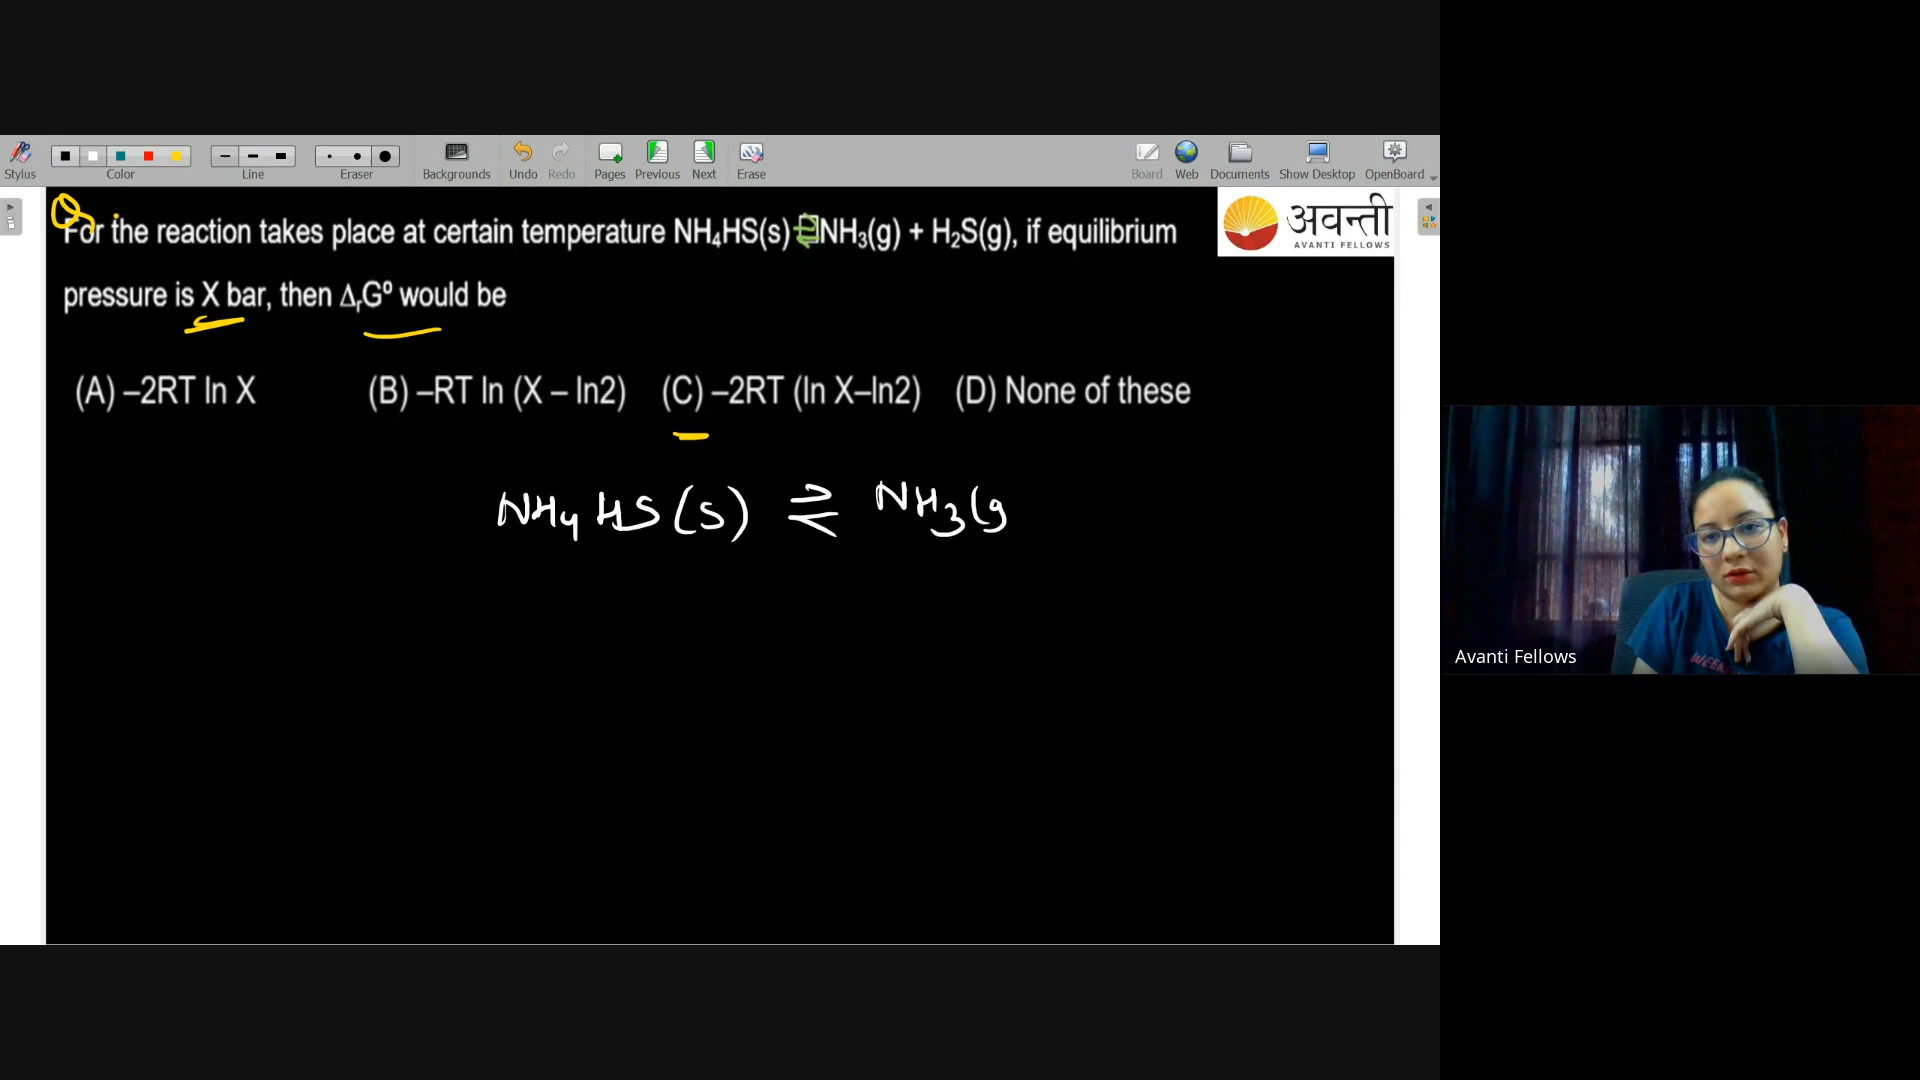 Stylus
Color
Line
Eraser
Backgrounds
Undo
Redo
Pages
Previous
Next
Erase
Board
Web
Documents
Show Desktop
OpenBoard
Q.
For the reaction takes place at certain temperature NH₄HS(s) ⇌ NH₃(g) + H₂S(g), if equilibrium
pressure is X bar, then ΔᵣGº would be
(A) –2RT ln X (B) –RT ln (X – ln2) (C) –2RT (ln X–ln2) (D) None of these
NH₄HS(s) ⇌ NH₃(g
अवन्ती
AVANTI FELLOWS
Avanti Fellows